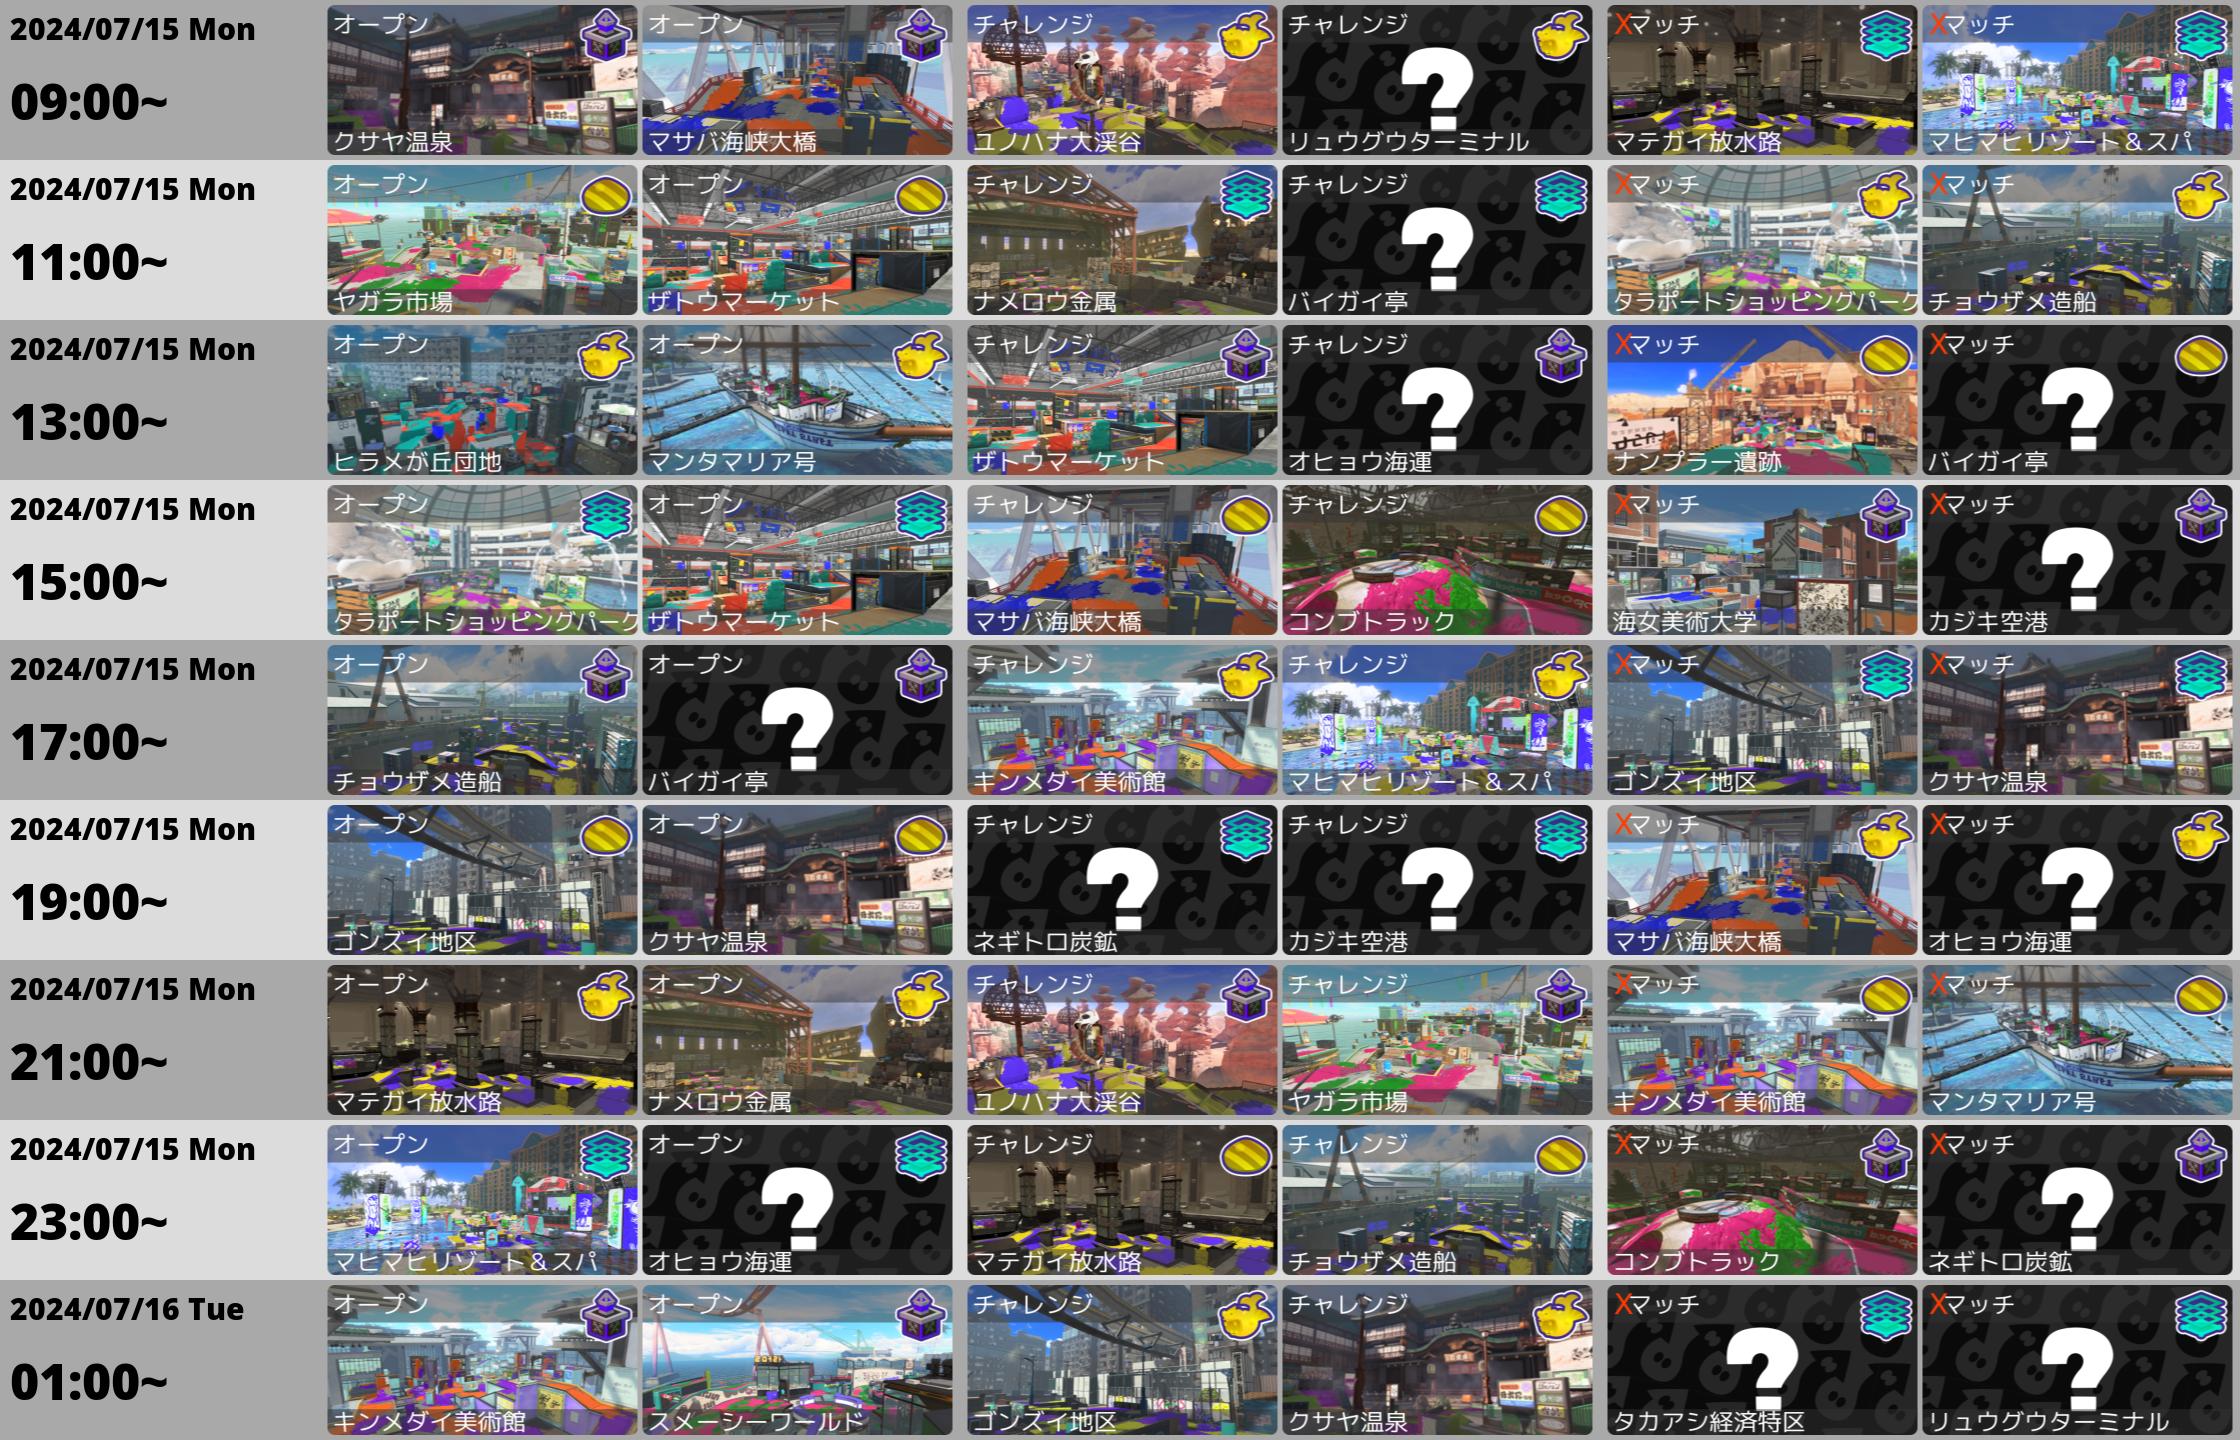 2024/07/15 Mon
09:00~
オープン
クサヤ温泉
オープン
マサバ海峡大橋
チャレンジ
ユノハナ大渓谷
チャレンジ
リュウグウターミナル
Xマッチ
マテガイ放水路
Xマッチ
マヒマヒリゾート&スパ
2024/07/15 Mon
11:00~
オープン
ヤガラ市場
オープン
ザトウマーケット
チャレンジ
ナメロウ金属
チャレンジ
バイガイ亭
Xマッチ
タラポートショッピングパーク
Xマッチ
チョウザメ造船
2024/07/15 Mon
13:00~
オープン
ヒラメが丘団地
オープン
マンタマリア号
チャレンジ
ザトウマーケット
チャレンジ
オヒョウ海運
Xマッチ
ナンプラー遺跡
Xマッチ
バイガイ亭
2024/07/15 Mon
15:00~
オープン
タラポートショッピングパーク
オープン
ザトウマーケット
チャレンジ
マサバ海峡大橋
チャレンジ
コンブトラック
Xマッチ
海女美術大学
Xマッチ
カジキ空港
2024/07/15 Mon
17:00~
オープン
チョウザメ造船
オープン
バイガイ亭
チャレンジ
キンメダイ美術館
チャレンジ
マヒマヒリゾート&スパ
Xマッチ
ゴンズイ地区
Xマッチ
クサヤ温泉
2024/07/15 Mon
19:00~
オープン
ゴンズイ地区
オープン
クサヤ温泉
チャレンジ
ネギトロ炭鉱
チャレンジ
カジキ空港
Xマッチ
マサバ海峡大橋
Xマッチ
オヒョウ海運
2024/07/15 Mon
21:00~
オープン
マテガイ放水路
オープン
ナメロウ金属
チャレンジ
ユノハナ大渓谷
チャレンジ
ヤガラ市場
Xマッチ
キンメダイ美術館
Xマッチ
マンタマリア号
2024/07/15 Mon
23:00~
オープン
マヒマヒリゾート&スパ
オープン
オヒョウ海運
チャレンジ
マテガイ放水路
チャレンジ
チョウザメ造船
Xマッチ
コンブトラック
Xマッチ
ネギトロ炭鉱
2024/07/16 Tue
01:00~
オープン
キンメダイ美術館
オープン
スメーシーワールド
チャレンジ
ゴンズイ地区
チャレンジ
クサヤ温泉
Xマッチ
タカアシ経済特区
Xマッチ
リュウグウターミナル